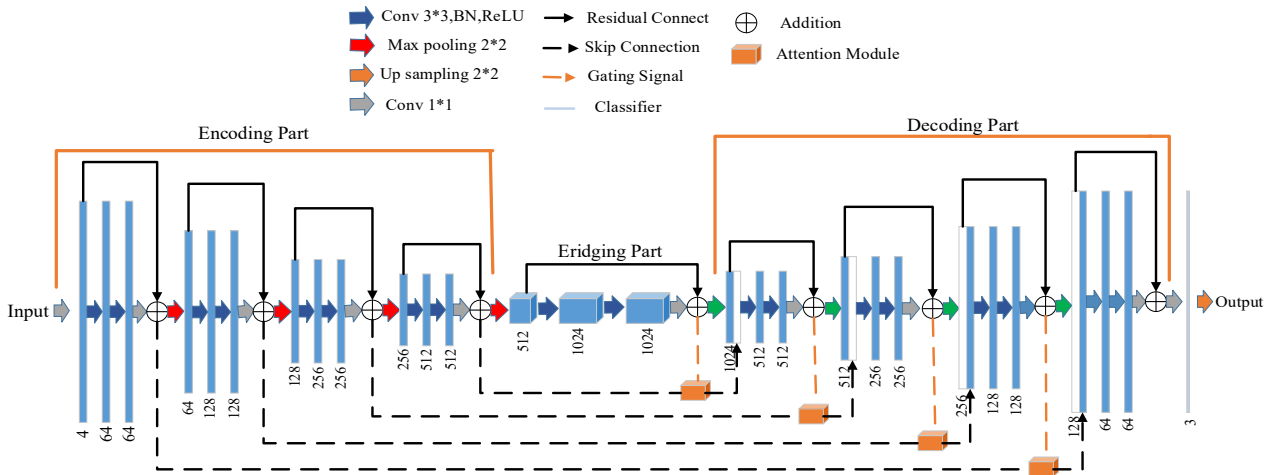 Conv 3*3,BN,ReLU
Max pooling 2*2
Up sampling 2*2
Conv 1*1
Residual Connect
Skip Connection
Gating Signal
Classifier
Addition
Attention Module
Encoding Part
Eridging Part
Decoding Part
Input
Output
4 64 64
64 128 128
128 256 256
256 512 512
512 1024 1024
1024 512 512
512 256 256
256 128 128
128 64 64
3